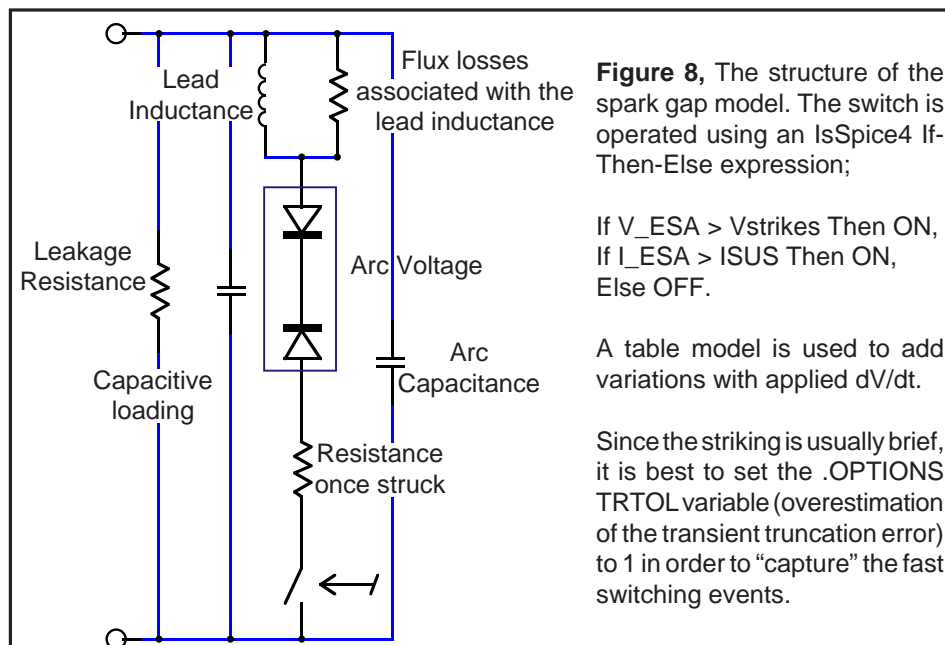 Lead
Inductance
Flux losses
associated with the
lead inductance
Leakage
Resistance
Arc Voltage
Capacitive
loading
Arc
Capacitance
Resistance
once struck
Figure 8, The structure of the
spark gap model. The switch is
operated using an IsSpice4 If-
Then-Else expression;
If V_ESA > Vstrikes Then ON,
If I_ESA > ISUS Then ON,
Else OFF.
A table model is used to add
variations with applied dV/dt.
Since the striking is usually brief,
it is best to set the .OPTIONS
TRTOL variable (overestimation
of the transient truncation error)
to 1 in order to “capture” the fast
switching events.